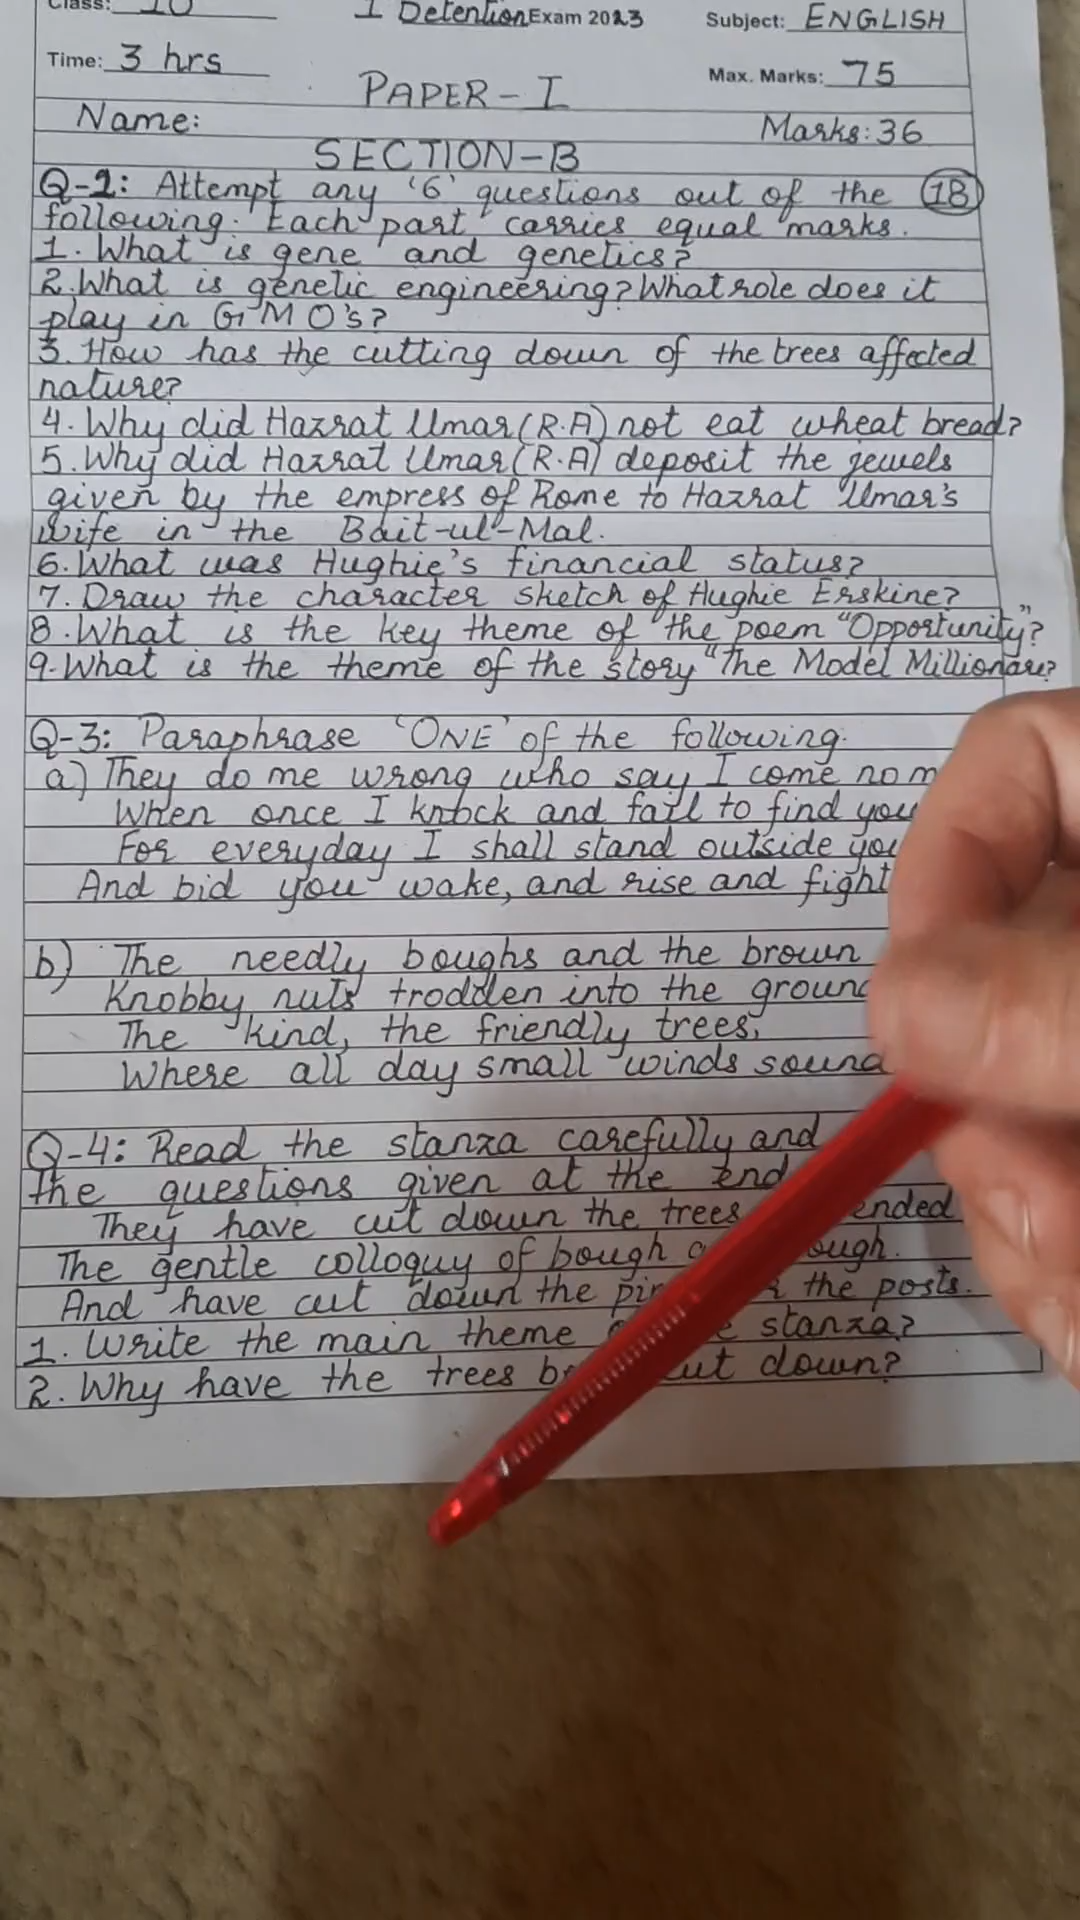 Class: 10 I Detention Exam 2023 Subject: ENGLISH
Time: 3 hrs Max. Marks: 75
PAPER-I
Name: Marks: 36
SECTION-B
Q-2: Attempt any '6' questions out of the 18
following. Each part carries equal marks.
1. What is gene and genetics?
2. What is genetic engineering? What role does it
play in GMO's?
3. How has the cutting down of the trees affected
nature?
4. Why did Hazrat Umar (R.A) not eat wheat bread?
5. Why did Hazrat Umar (R.A) deposit the jewels
given by the empress of Rome to Hazrat Umar's
wife in the Bait-ul-Mal.
6. What was Hughie's financial status?
7. Draw the character sketch of Hughie Erskine?
8. What is the key theme of the poem "Opportunity"?
9. What is the theme of the story "The Model Millionaire?
Q-3: Paraphrase 'ONE' of the following.
a) They do me wrong who say I come no
When once I knock and fail to find you
For everyday I shall stand outside
And bid you wake, and rise and fight
b) The needly boughs and the brown
Knobby nuts trodden into the
The kind, the friendly trees,
Where all day small winds sound
Q-4: Read the stanza carefully and
the questions given at the end
They have cut down the trees ended
The gentle colloquy of bough
And have cut down the the posts.
1. Write the main theme stanza?
2. Why have the trees cut down?